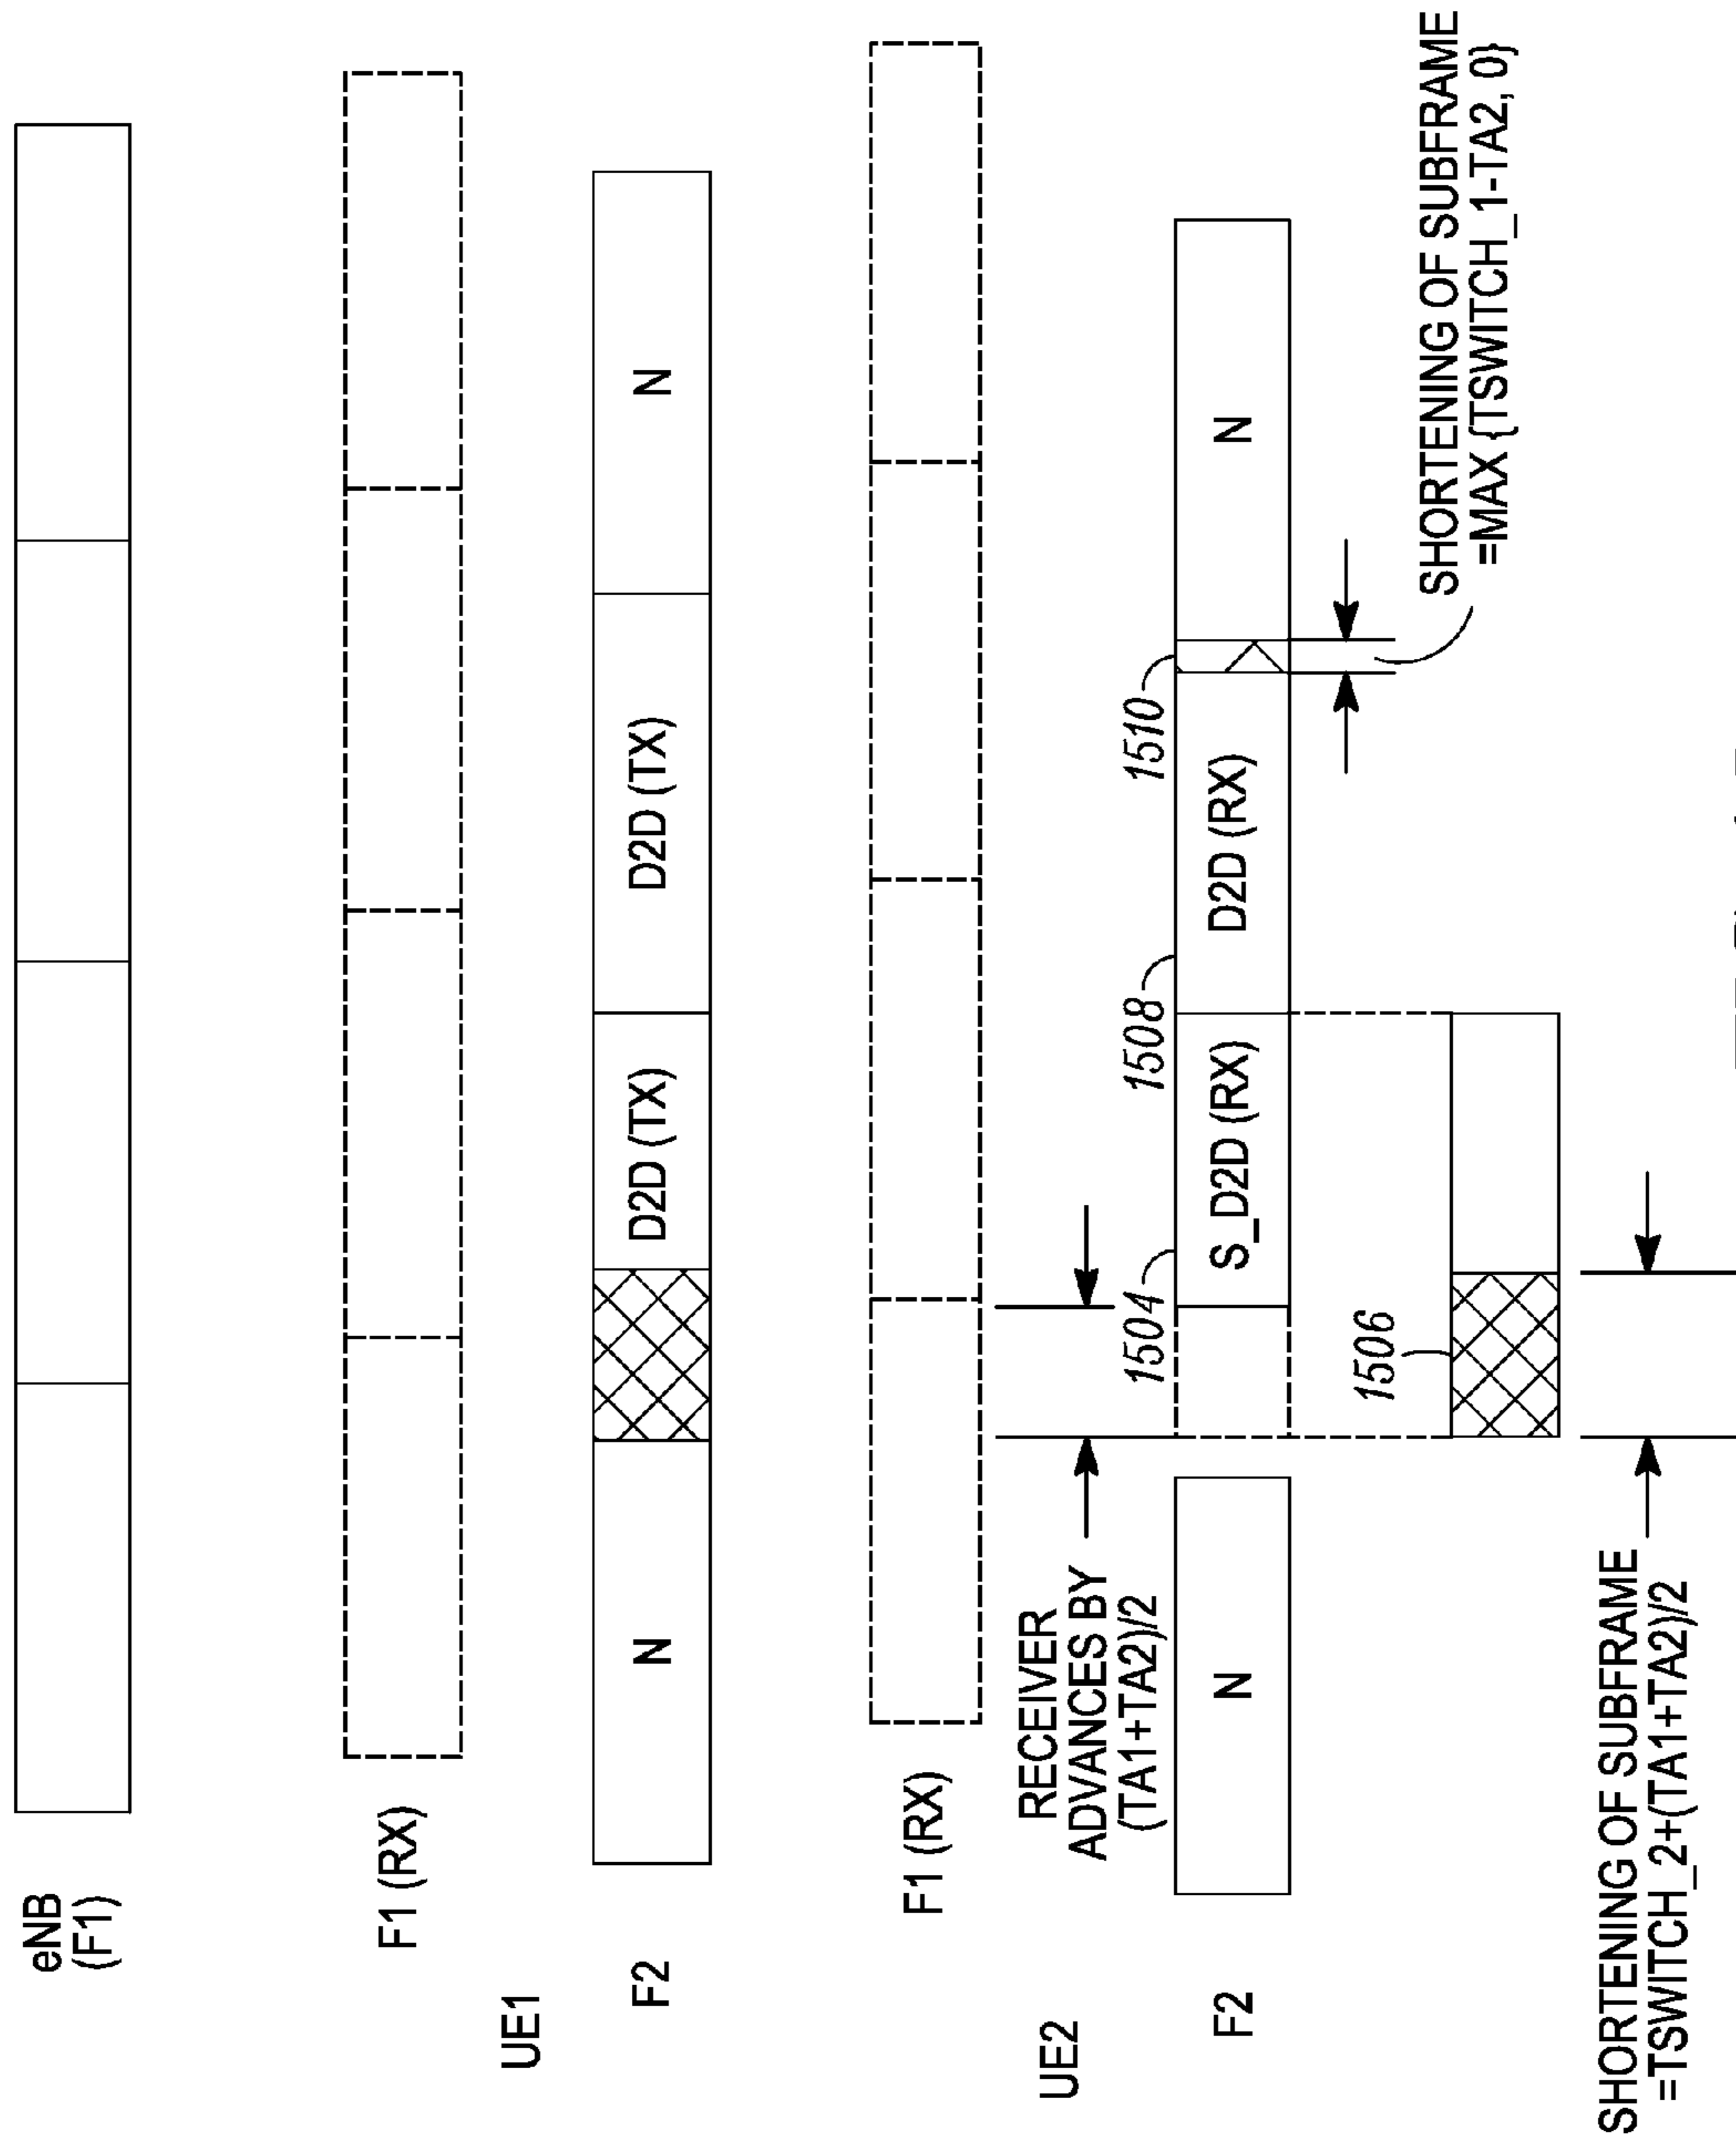 eNB
(F1)
F1 (RX)
UE1
F2
N
D2D (TX)
D2D (TX)
N
F1 (RX)
UE2
RECEIVER
ADVANCES BY
(TA1+TA2)/2
F2
N
1504
S_D2D (RX)
1508
D2D (RX)
1510
N
SHORTENING OF SUBFRAME
=MAX {TSWITCH_1-TA2, 0}
1506
SHORTENING OF SUBFRAME
=TSWITCH_2+(TA1+TA2)/2